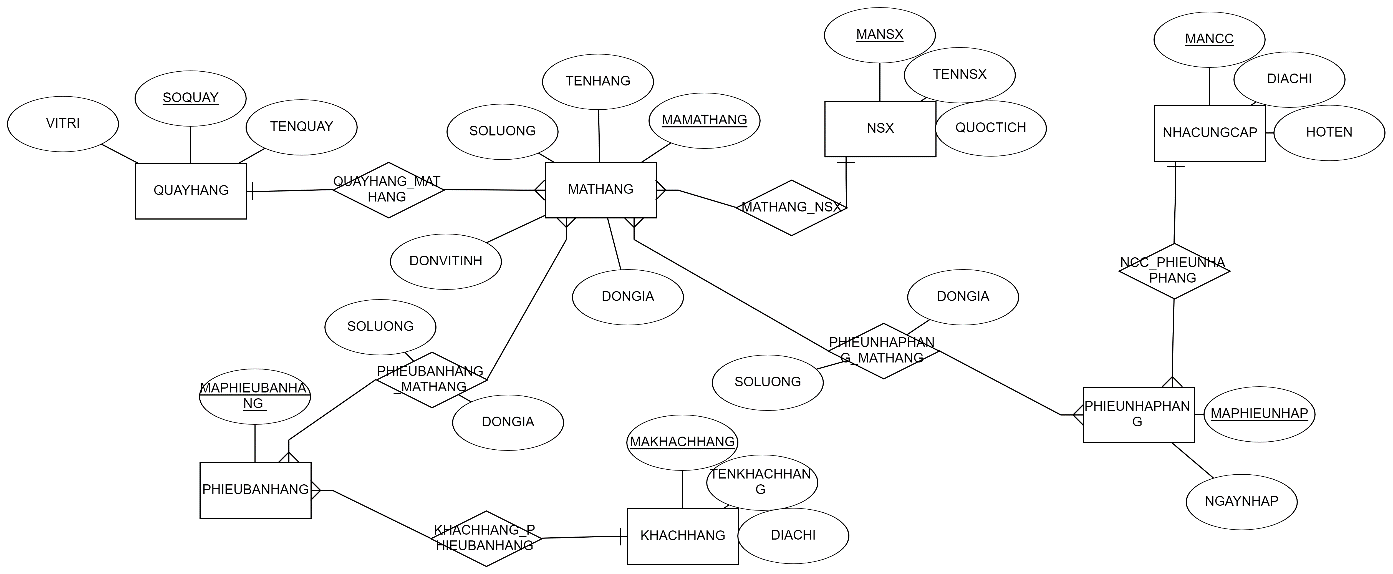 MANSX
MANCC
TENNSX
DIACHI
TENHANG
SOQUAY
MAMATHANG
VITRI
TENQUAY
SOLUONG
NSX
QUOCTICH
NHACUNGCAP
HOTEN
QUAYHANG
QUAYHANG_MAT
HANG
MATHANG
MATHANG_NSX
DONVITINH
NCC_PHIEUNHA
PHANG
DONGIA
DONGIA
SOLUONG
PHIEUNHAPHAN
G_MATHANG
PHIEUBANHANG
_MATHANG
SOLUONG
MAPHIEUBANHA
NG
DONGIA
PHIEUNHAPHAN
G
MAPHIEUNHAP
MAKHACHHANG
TENKHACHHAN
G
PHIEUBANHANG
NGAYNHAP
KHACHHANG_P
HIEUBANHANG
KHACHHANG
DIACHI